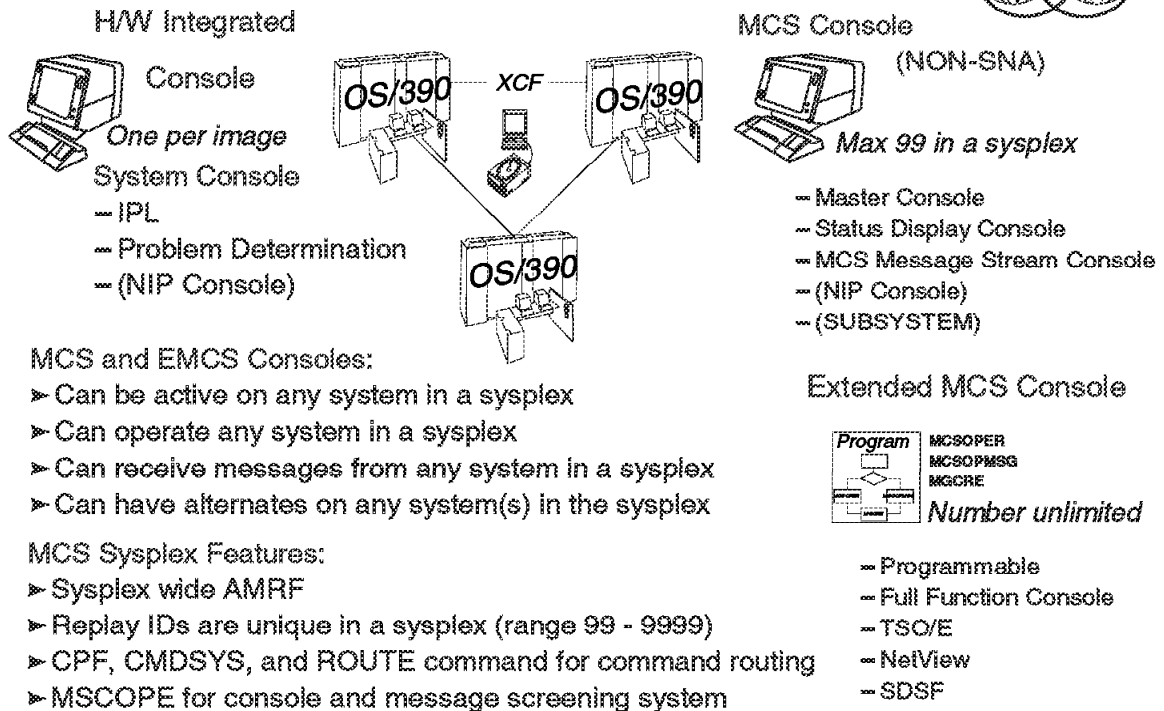 H/W Integrated
Console
One per image
System Console
– IPL
– Problem Determination
– (NIP Console)
OS/390
XCF
OS/390
OS/390
MCS Console
(NON-SNA)
Max 99 in a sysplex
– Master Console
– Status Display Console
– MCS Message Stream Console
– (NIP Console)
– (SUBSYSTEM)
MCS and EMCS Consoles:
➢ Can be active on any system in a sysplex
➢ Can operate any system in a sysplex
➢ Can receive messages from any system in a sysplex
➢ Can have alternates on any system(s) in the sysplex
MCS Sysplex Features:
➢ Sysplex wide AMRF
➢ Replay IDs are unique in a sysplex (range 99 - 9999)
➢ CPF, CMDSYS, and ROUTE command for command routing
➢ MSCOPE for console and message screening system
Extended MCS Console
Program
MCSOPER
MCSOPMSG
MGCRE
Number unlimited
– Programmable
– Full Function Console
– TSO/E
– NetView
– SDSF